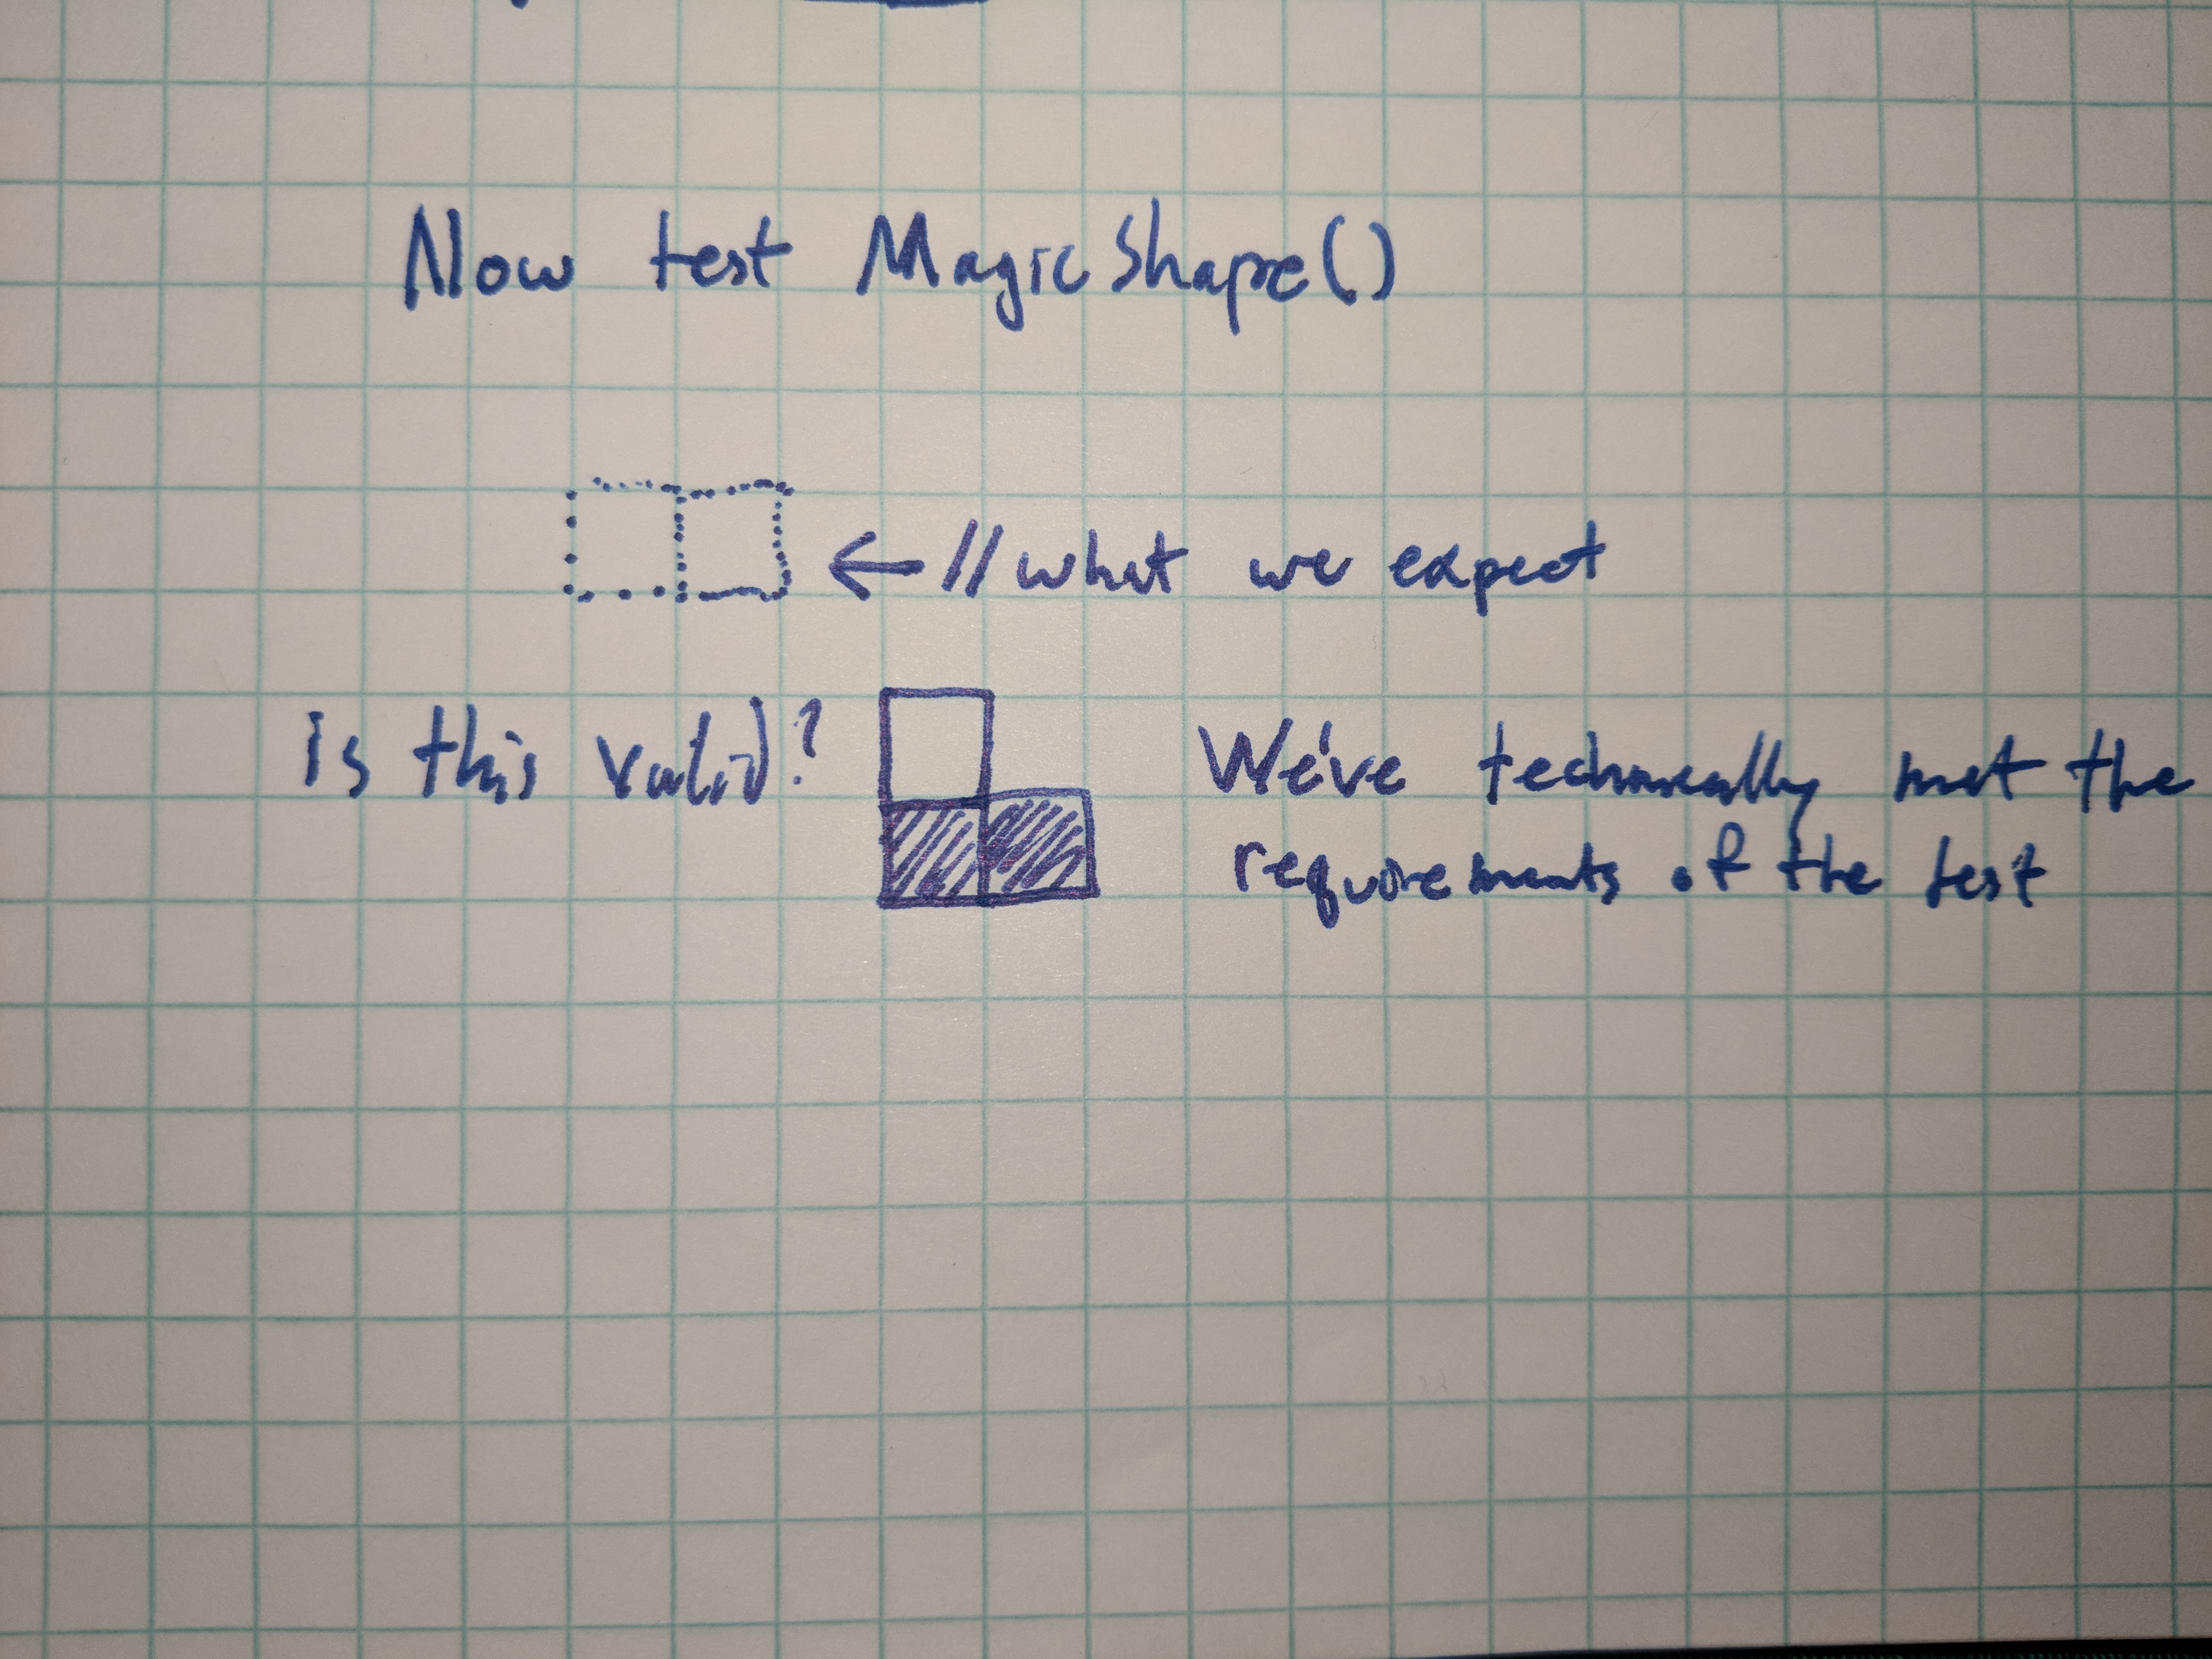 Now test MagicShape()
← // what we expect
is this valid?
We've technically met the
requirements of the test